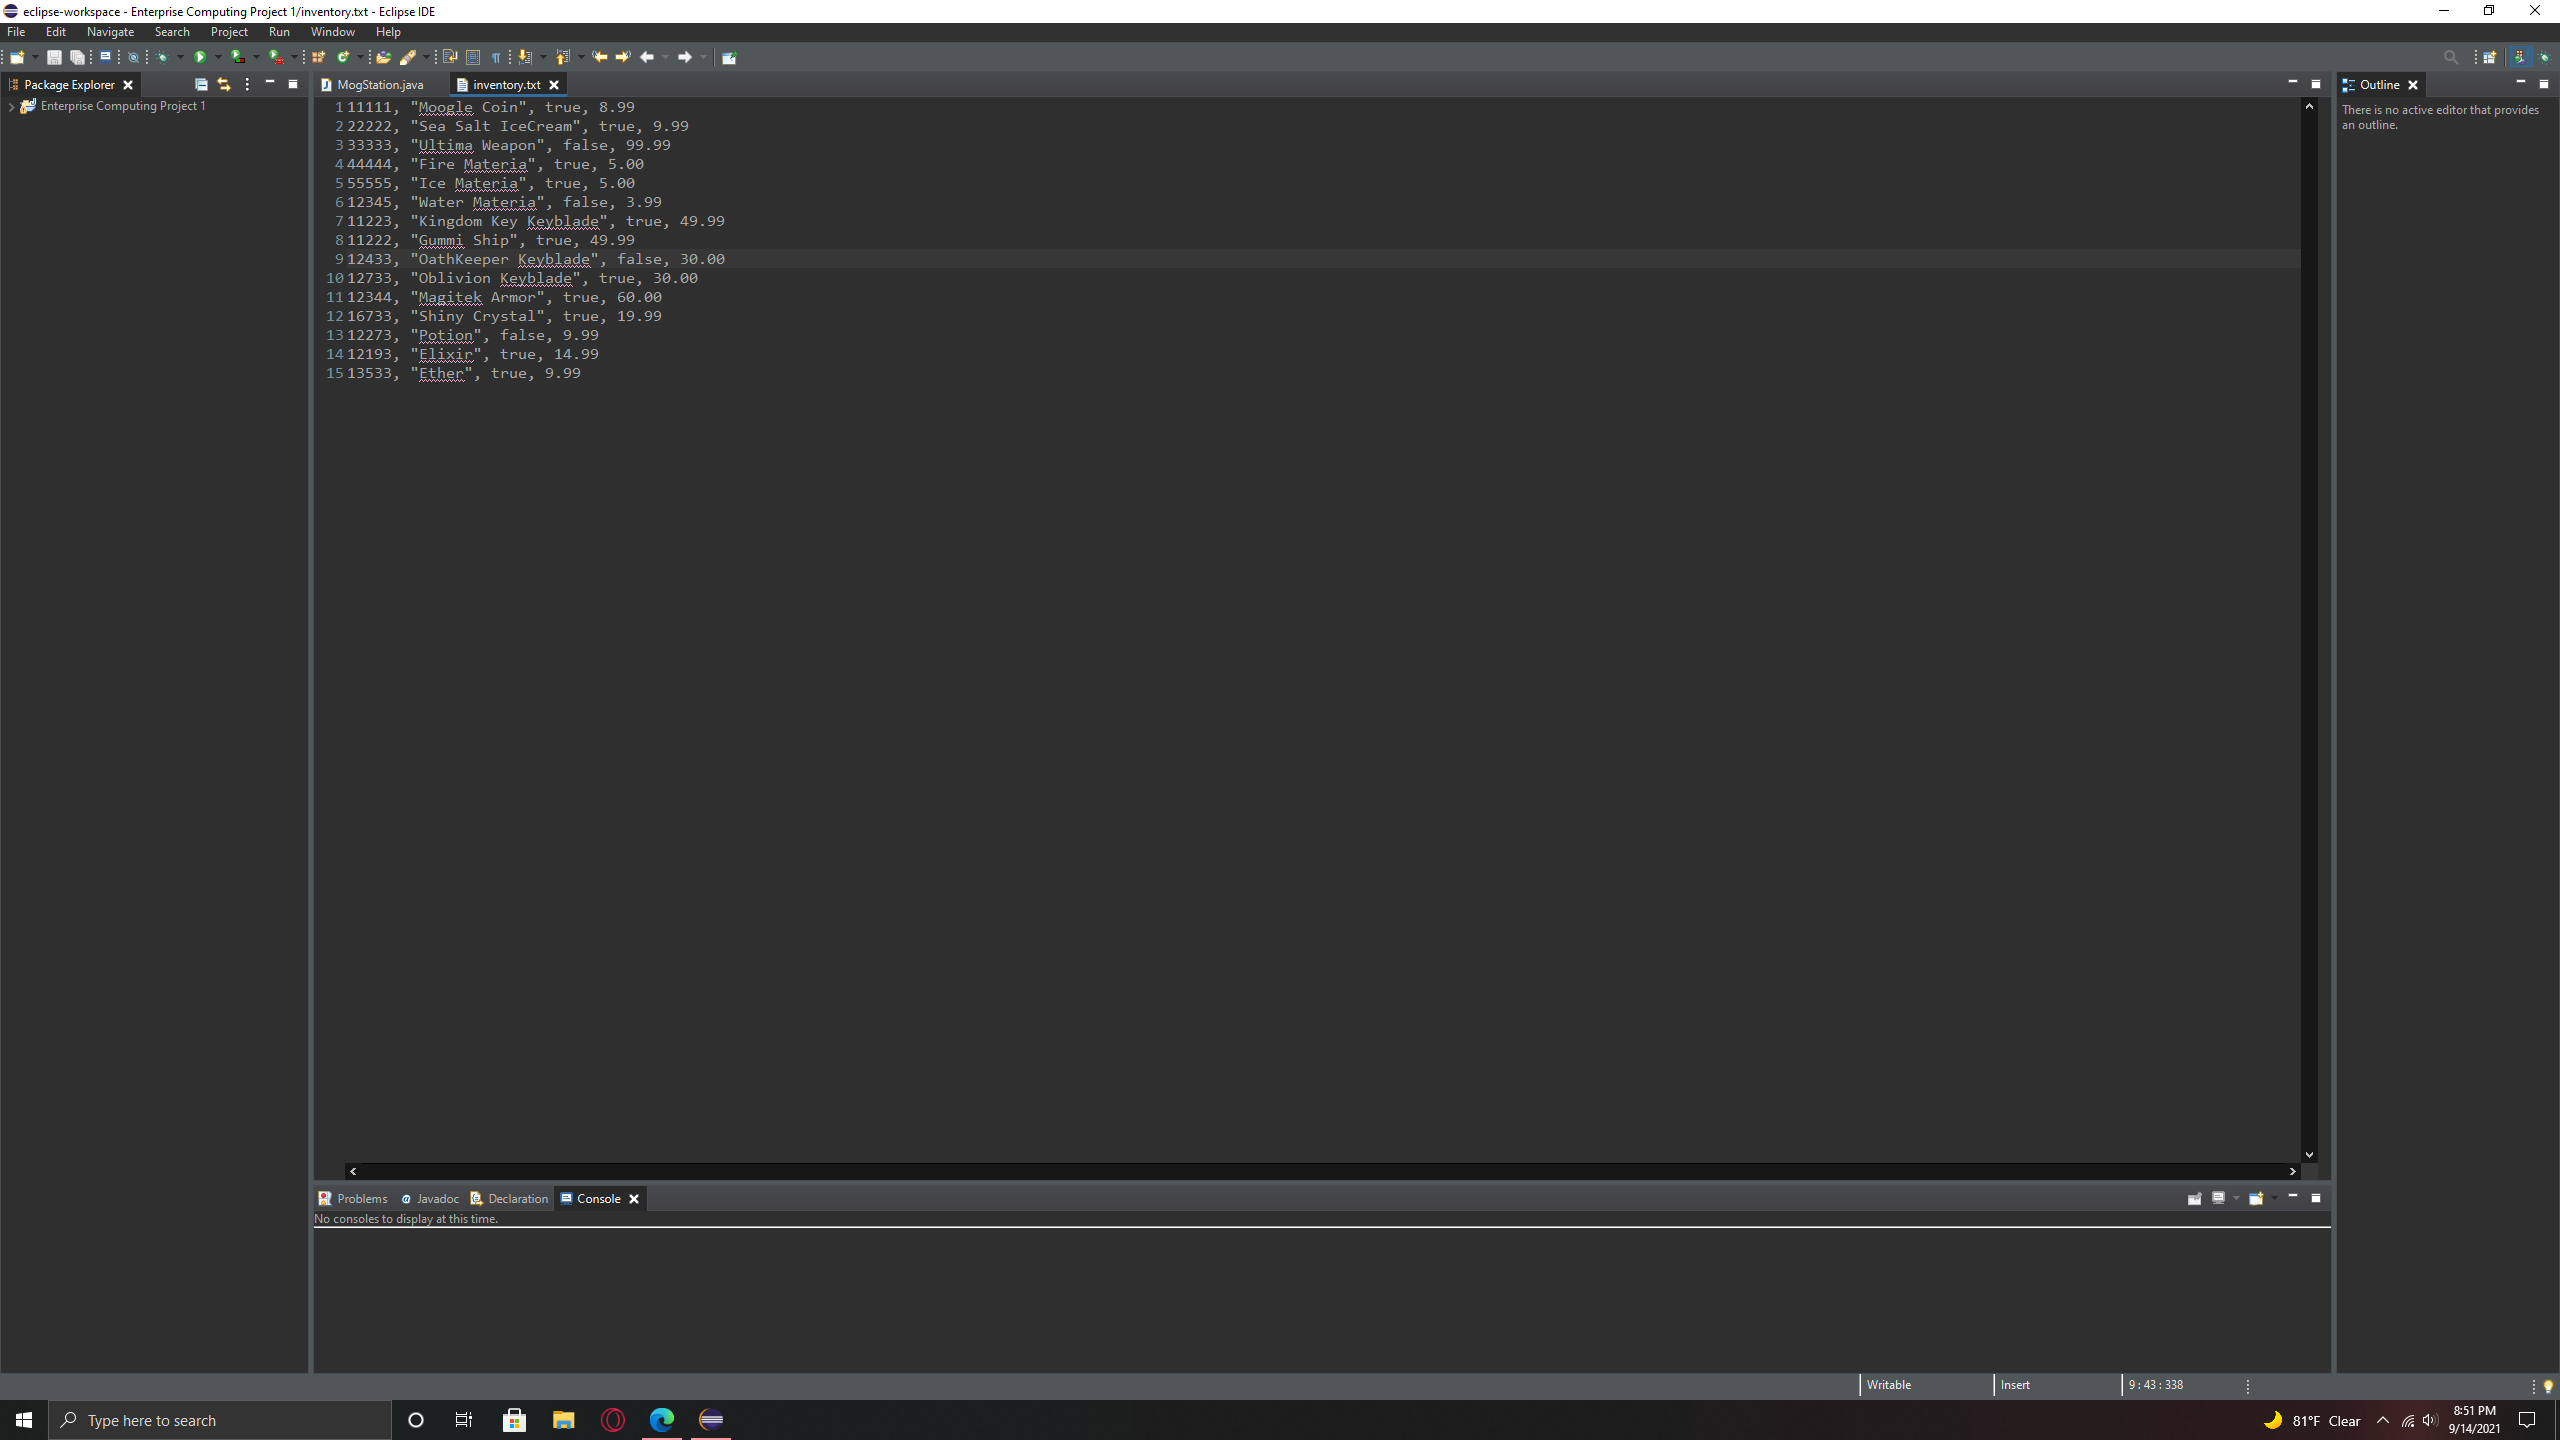 eclipse-workspace - Enterprise Computing Project 1/inventory.txt - Eclipse IDE
File Edit Navigate Search Project Run Window Help
Package Explorer
Enterprise Computing Project 1
MogStation.java inventory.txt
1 11111, "Moogle Coin", true, 8.99
2 22222, "Sea Salt IceCream", true, 9.99
3 33333, "Ultima Weapon", false, 99.99
4 44444, "Fire Materia", true, 5.00
5 55555, "Ice Materia", true, 5.00
6 12345, "Water Materia", false, 3.99
7 11223, "Kingdom Key Keyblade", true, 49.99
8 11222, "Gummi Ship", true, 49.99
9 12433, "OathKeeper Keyblade", false, 30.00
10 12733, "Oblivion Keyblade", true, 30.00
11 12344, "Magitek Armor", true, 60.00
12 16733, "Shiny Crystal", true, 19.99
13 12273, "Potion", false, 9.99
14 12193, "Elixir", true, 14.99
15 13533, "Ether", true, 9.99
Outline
There is no active editor that provides
an outline.
Problems Javadoc Declaration Console
No consoles to display at this time.
Writable Insert 9 : 43 : 338
Type here to search
81°F Clear
8:51 PM
9/14/2021